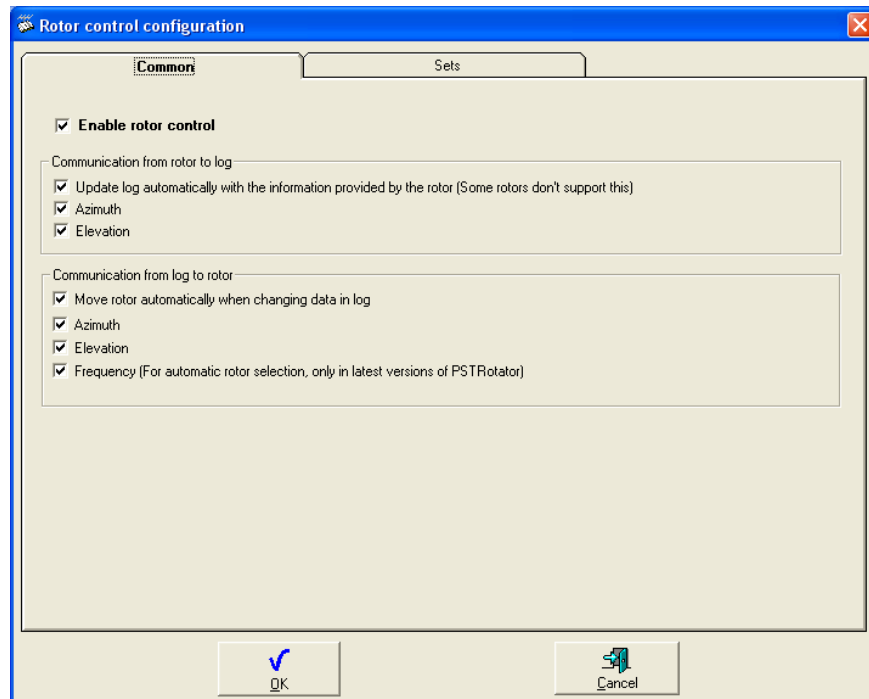 Rotor control configuration
Common
Sets
Enable rotor control
Communication from rotor to log
Update log automatically with the information provided by the rotor (Some rotors don't support this)
Azimuth
Elevation
Communication from log to rotor
Move rotor automatically when changing data in log
Azimuth
Elevation
Frequency (For automatic rotor selection, only in latest versions of PSTRotator)
OK
Cancel